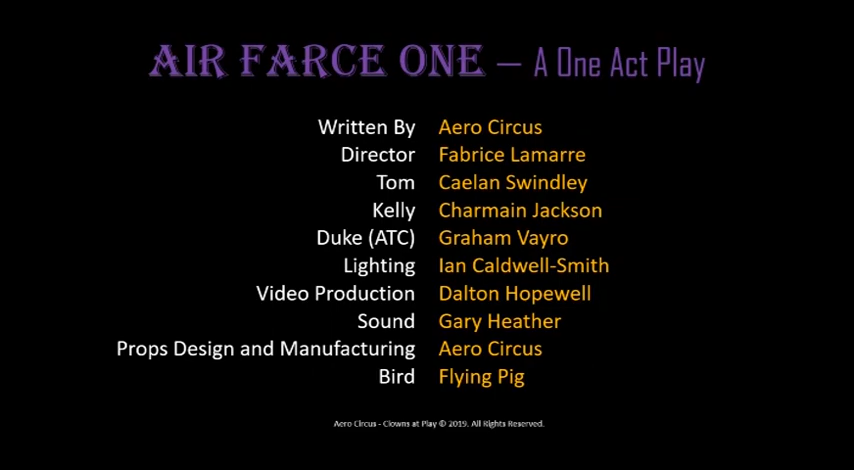 AIR FARCE ONE — A One Act Play
Written By Aero Circus
Director Fabrice Lamarre
Tom Caelan Swindley
Kelly Charmain Jackson
Duke (ATC) Graham Vayro
Lighting Ian Caldwell-Smith
Video Production Dalton Hopewell
Sound Gary Heather
Props Design and Manufacturing Aero Circus
Bird Flying Pig
Aero Circus - Clowns at Play © 2019. All Rights Reserved.